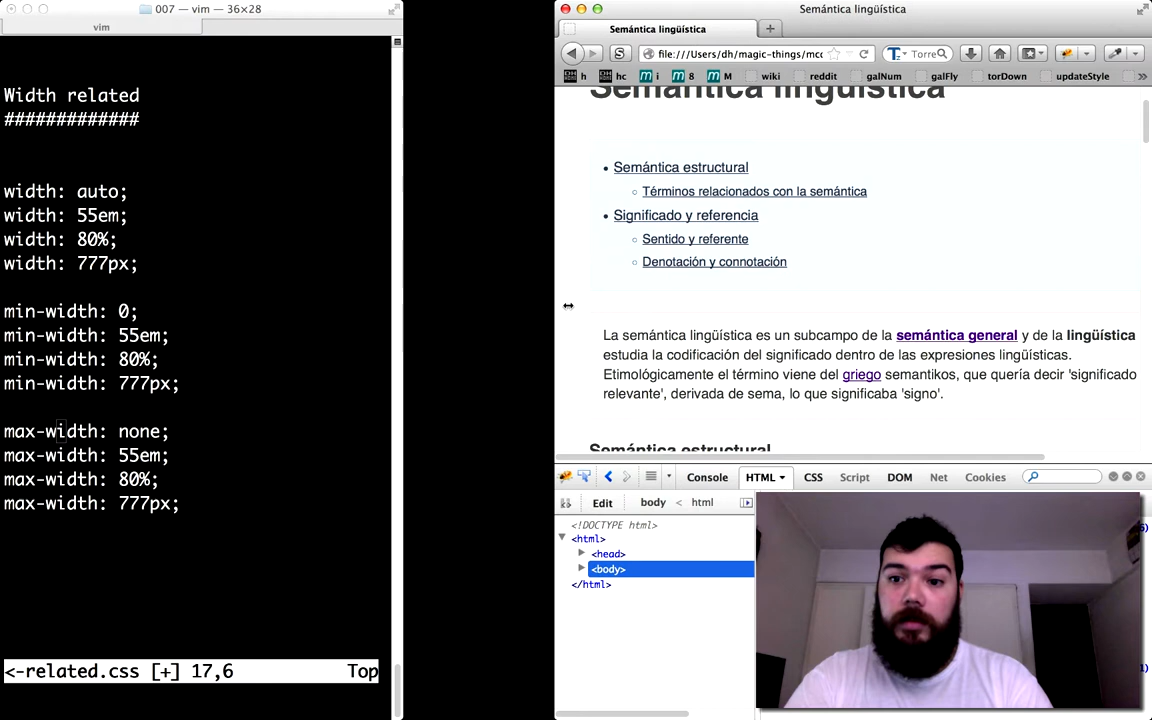 007 — vim — 36×28
vim
Width related
#############
width: auto;
width: 55em;
width: 80%;
width: 777px;
min-width: 0;
min-width: 55em;
min-width: 80%;
min-width: 777px;
max-width: none;
max-width: 55em;
max-width: 80%;
max-width: 777px;
<-related.css [+] 17,6 Top
Semántica lingüística
Semántica lingüística
file:///Users/dh/magic-things/mcc
Torre
h hc i 8 M wiki reddit galNum galFly torDown updateStyle
Semántica lingüística
Semántica estructural
Términos relacionados con la semántica
Significado y referencia
Sentido y referente
Denotación y connotación
La semántica lingüística es un subcampo de la semántica general y de la lingüística
estudia la codificación del significado dentro de las expresiones lingüísticas.
Etimológicamente el término viene del griego semantikos, que quería decir 'significado
relevante', derivada de sema, lo que significaba 'signo'.
Semántica estructural
Console HTML CSS Script DOM Net Cookies
Edit body < html
<!DOCTYPE html>
<html>
<head>
<body>
</html>